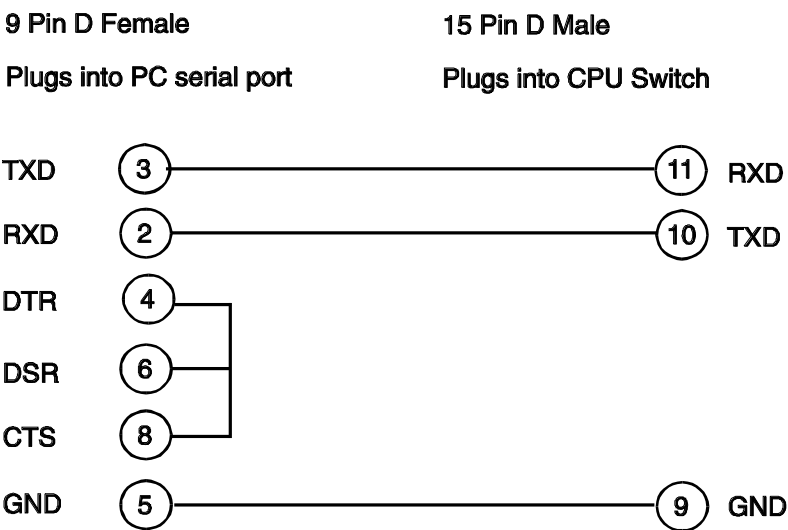 9 Pin D Female 15 Pin D Male
Plugs into PC serial port Plugs into CPU Switch
TXD 3 11 RXD
RXD 2 10 TXD
DTR 4
DSR 6
CTS 8
GND 5 9 GND